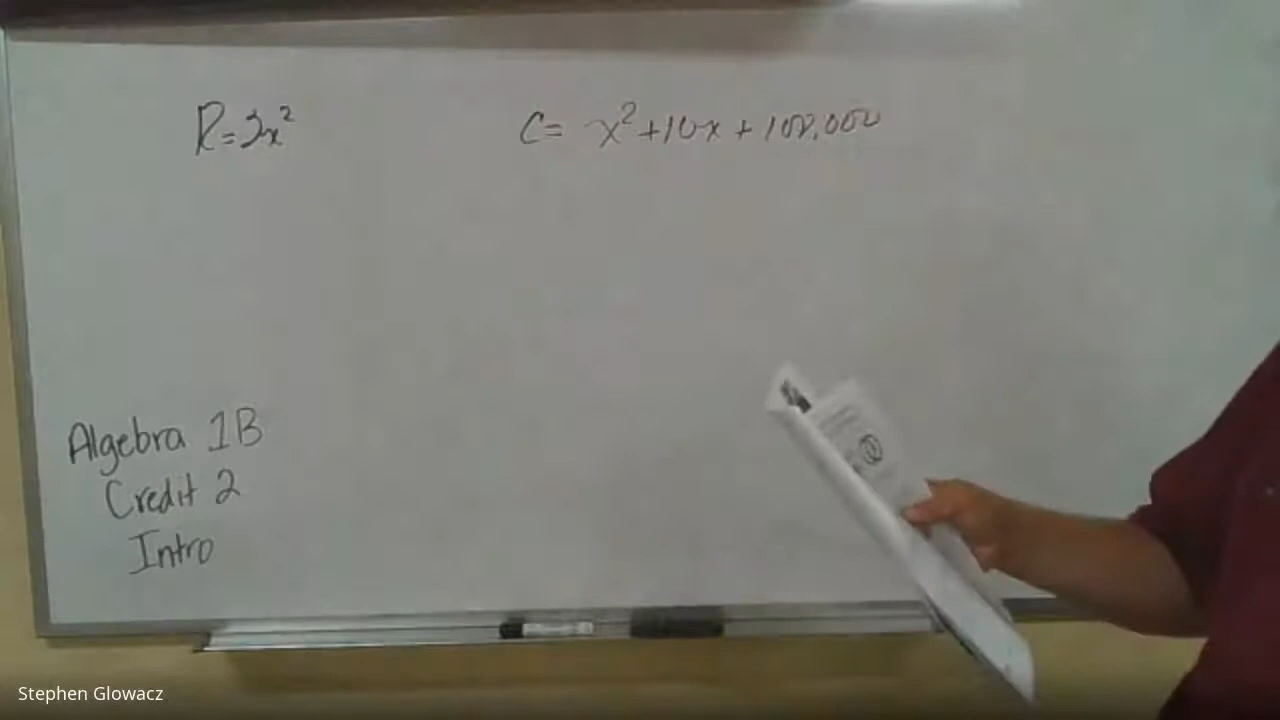 R=3x²
C= x²+10x + 100,000
Algebra 1B
Credit 2
Intro
Stephen Glowacz